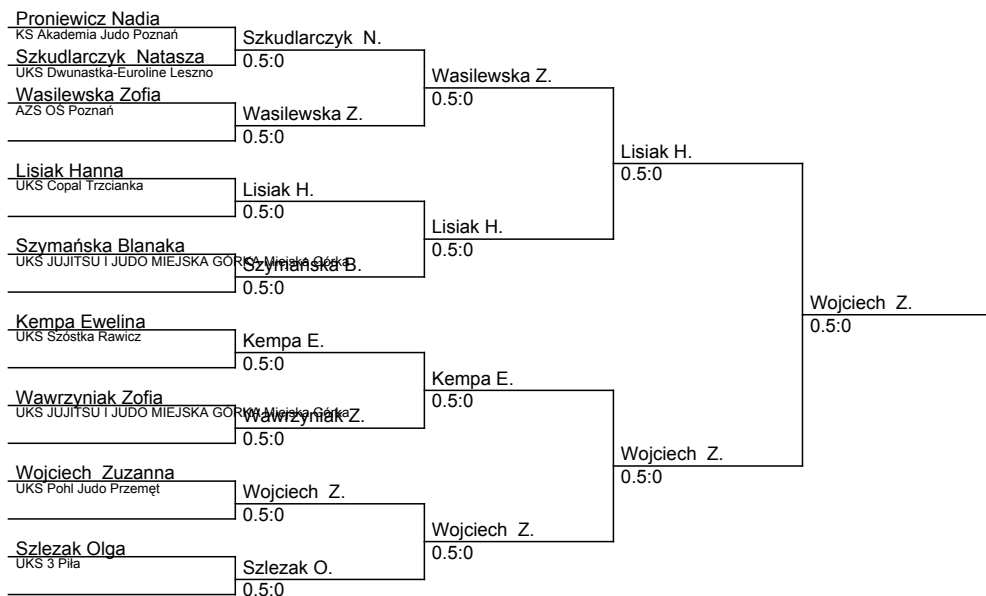 Proniewicz Nadia
KS Akademia Judo Poznań
Szkudlarczyk  Natasza
UKS Dwunastka-Euroline Leszno
Wasilewska Zofia
AZS OŚ Poznań
Lisiak Hanna
UKS Copal Trzcianka
Szymańska Blanaka
UKS JUJITSU I JUDO MIEJSKA GÓRKA Miejska Górka
Kempa Ewelina
UKS Szóstka Rawicz
Wawrzyniak Zofia
UKS JUJITSU I JUDO MIEJSKA GÓRKA Miejska Górka
Wojciech  Zuzanna
UKS Pohl Judo Przemęt
Szlezak Olga
UKS 3 Piła
Szkudlarczyk  N.
0.5:0
Wasilewska Z.
0.5:0
Lisiak H.
0.5:0
Szymańska B.
0.5:0
Kempa E.
0.5:0
Wawrzyniak Z.
0.5:0
Wojciech  Z.
0.5:0
Szlezak O.
0.5:0
Wasilewska Z.
0.5:0
Lisiak H.
0.5:0
Kempa E.
0.5:0
Wojciech  Z.
0.5:0
Lisiak H.
0.5:0
Wojciech  Z.
0.5:0
Wojciech  Z.
0.5:0